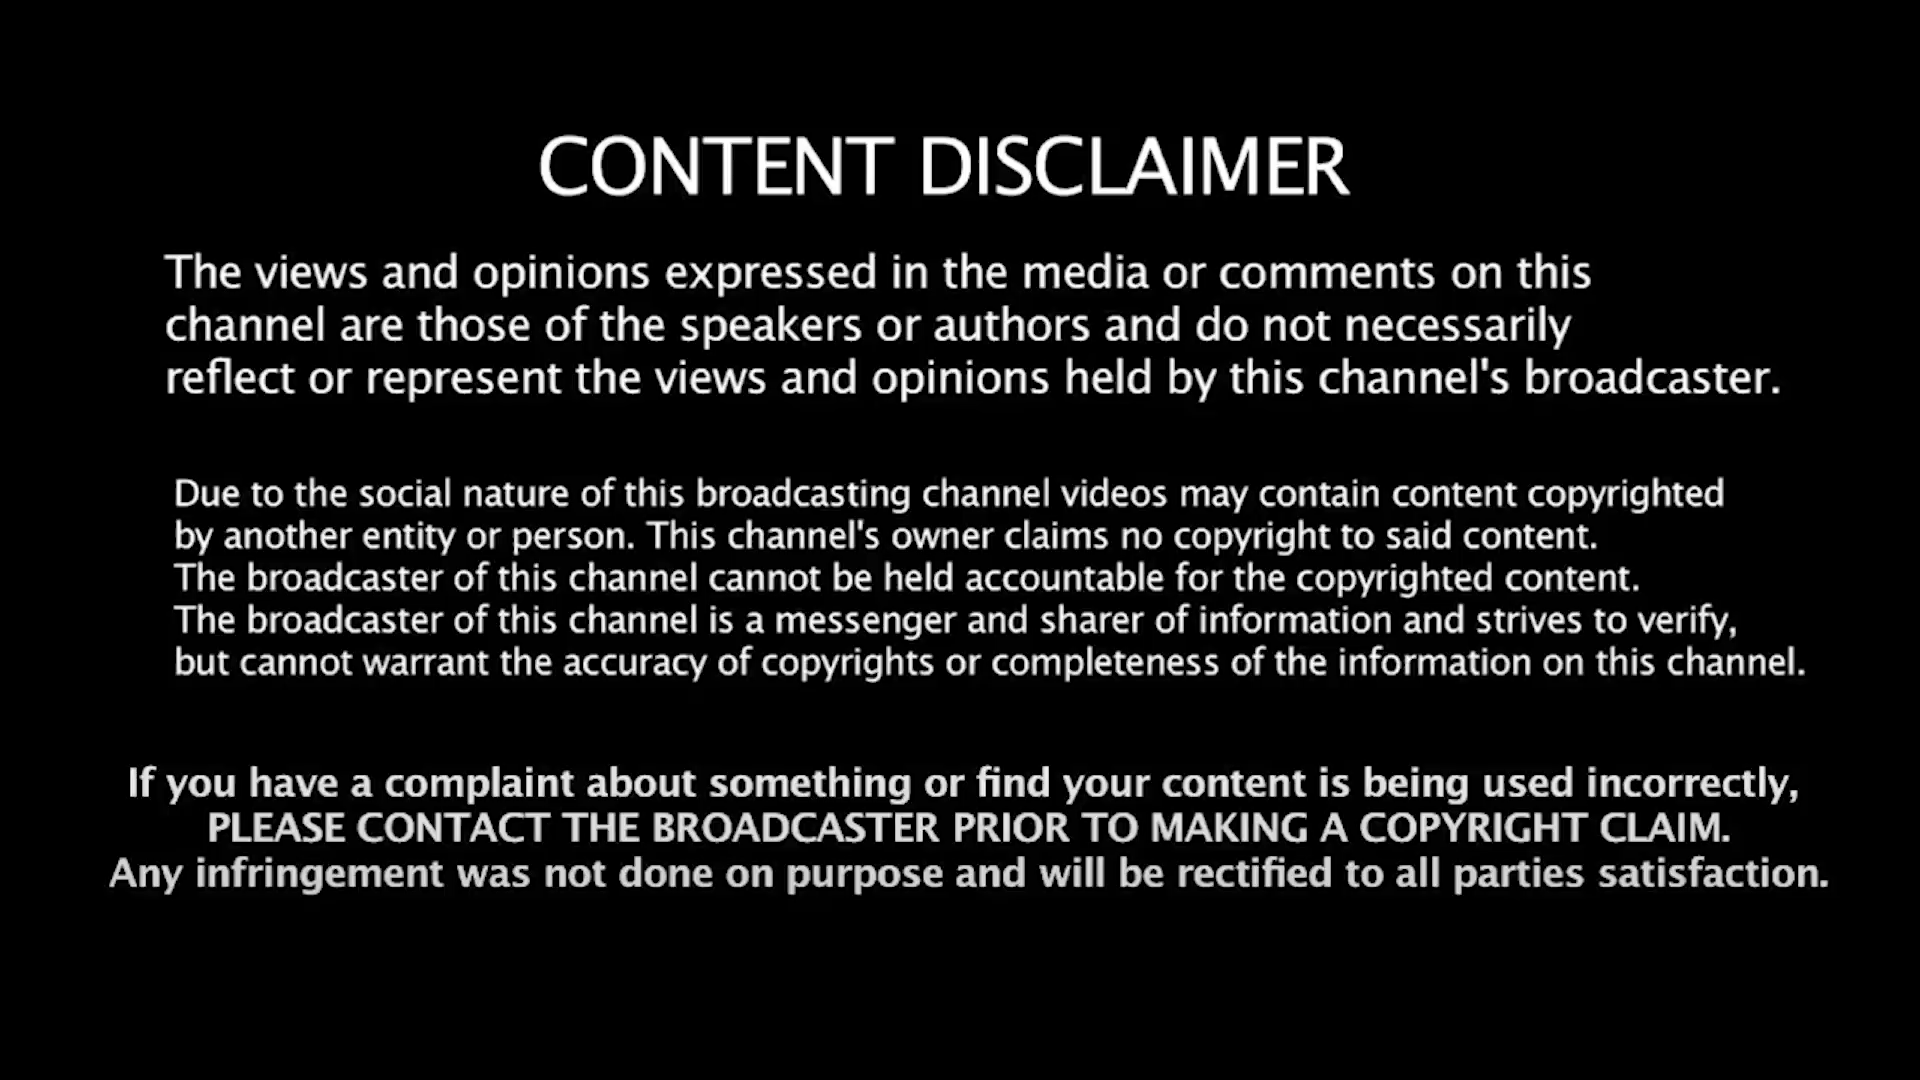 CONTENT DISCLAIMER
The views and opinions expressed in the media or comments on this
channel are those of the speakers or authors and do not necessarily
reflect or represent the views and opinions held by this channel's broadcaster.
Due to the social nature of this broadcasting channel videos may contain content copyrighted
by another entity or person. This channel's owner claims no copyright to said content.
The broadcaster of this channel cannot be held accountable for the copyrighted content.
The broadcaster of this channel is a messenger and sharer of information and strives to verify,
but cannot warrant the accuracy of copyrights or completeness of the information on this channel.
If you have a complaint about something or find your content is being used incorrectly,
PLEASE CONTACT THE BROADCASTER PRIOR TO MAKING A COPYRIGHT CLAIM.
Any infringement was not done on purpose and will be rectified to all parties satisfaction.